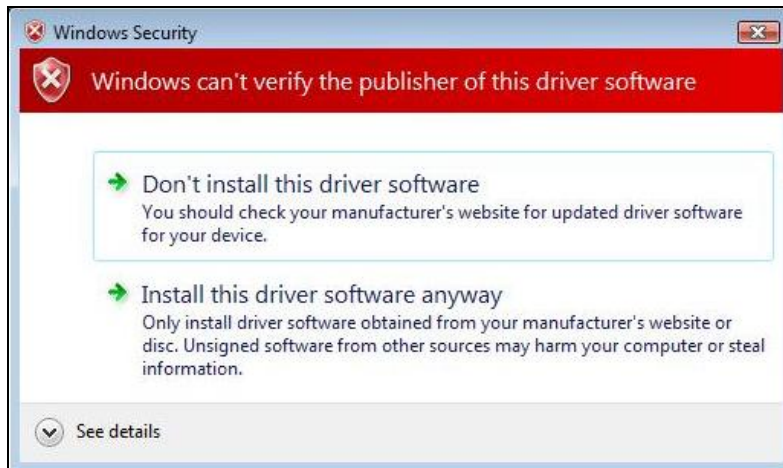 Windows Security
Windows can't verify the publisher of this driver software
Don't install this driver software
You should check your manufacturer's website for updated driver software
for your device.
Install this driver software anyway
Only install driver software obtained from your manufacturer's website or
disc. Unsigned software from other sources may harm your computer or steal
information.
See details